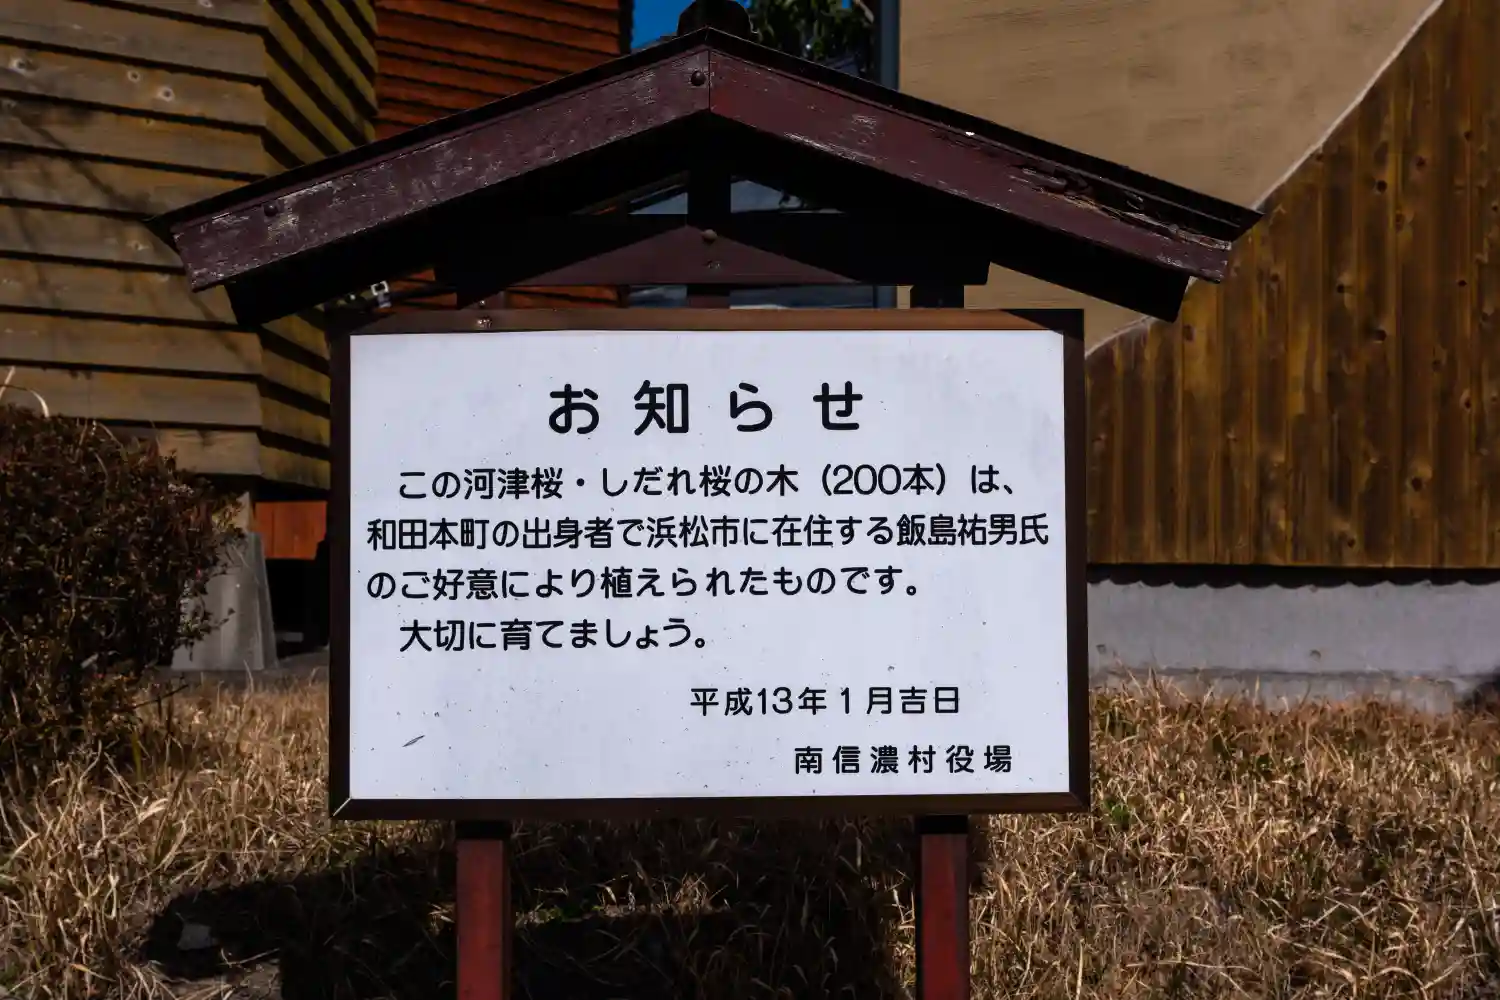 お知らせ
この河津桜・しだれ桜の木（200本）は、
和田本町の出身者で浜松市に在住する飯島祐男氏
のご好意により植えられたものです。
大切に育てましょう。
平成13年1月吉日
南信濃村役場